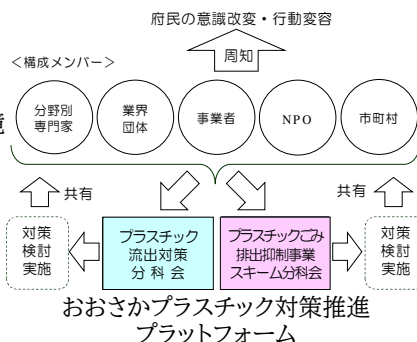 府民の意識改変・行動変容
周知
＜構成メンバー＞
分野別
専門家
業界
団体
事業者
NPO
市町村
共有
共有
対策
検討
実施
プラスチック
流出対策
分科会
プラスチックごみ
排出抑制事業
スキーム分科会
対策
検討
実施
おおさかプラスチック対策推進
プラットフォーム